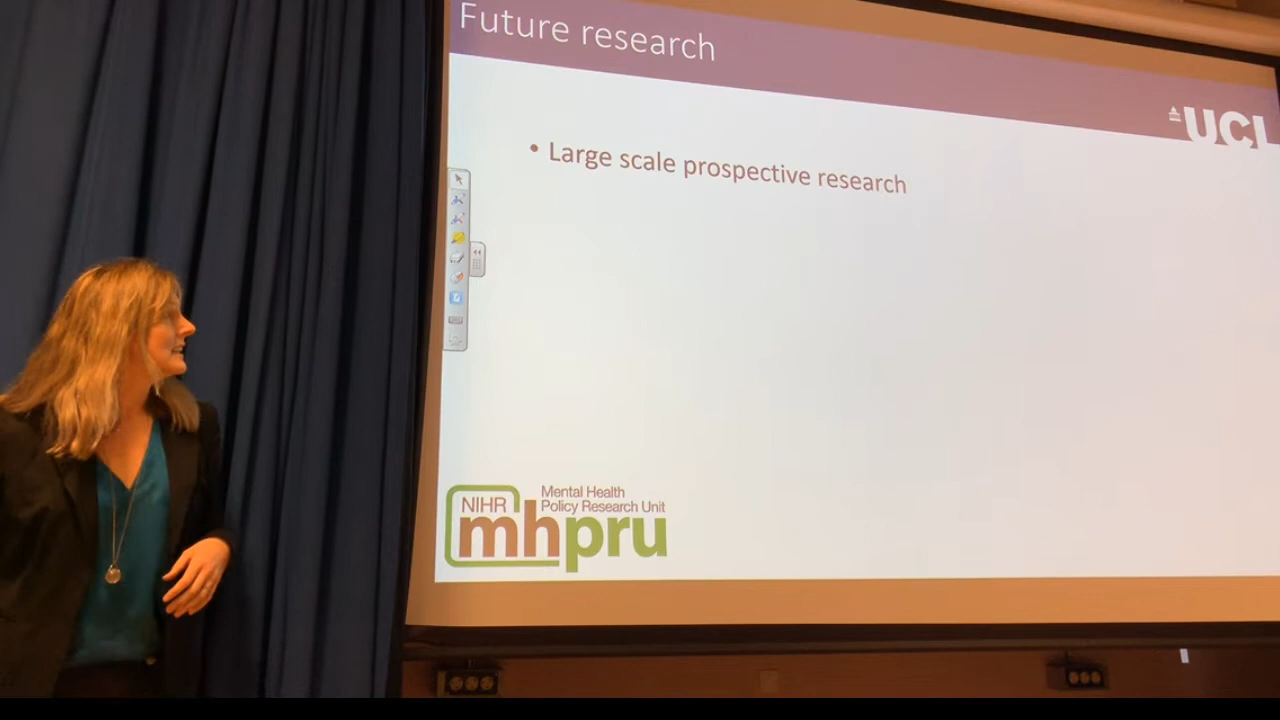 Future research
UCL
• Large scale prospective research
NIHR
Mental Health
Policy Research Unit
mhpru